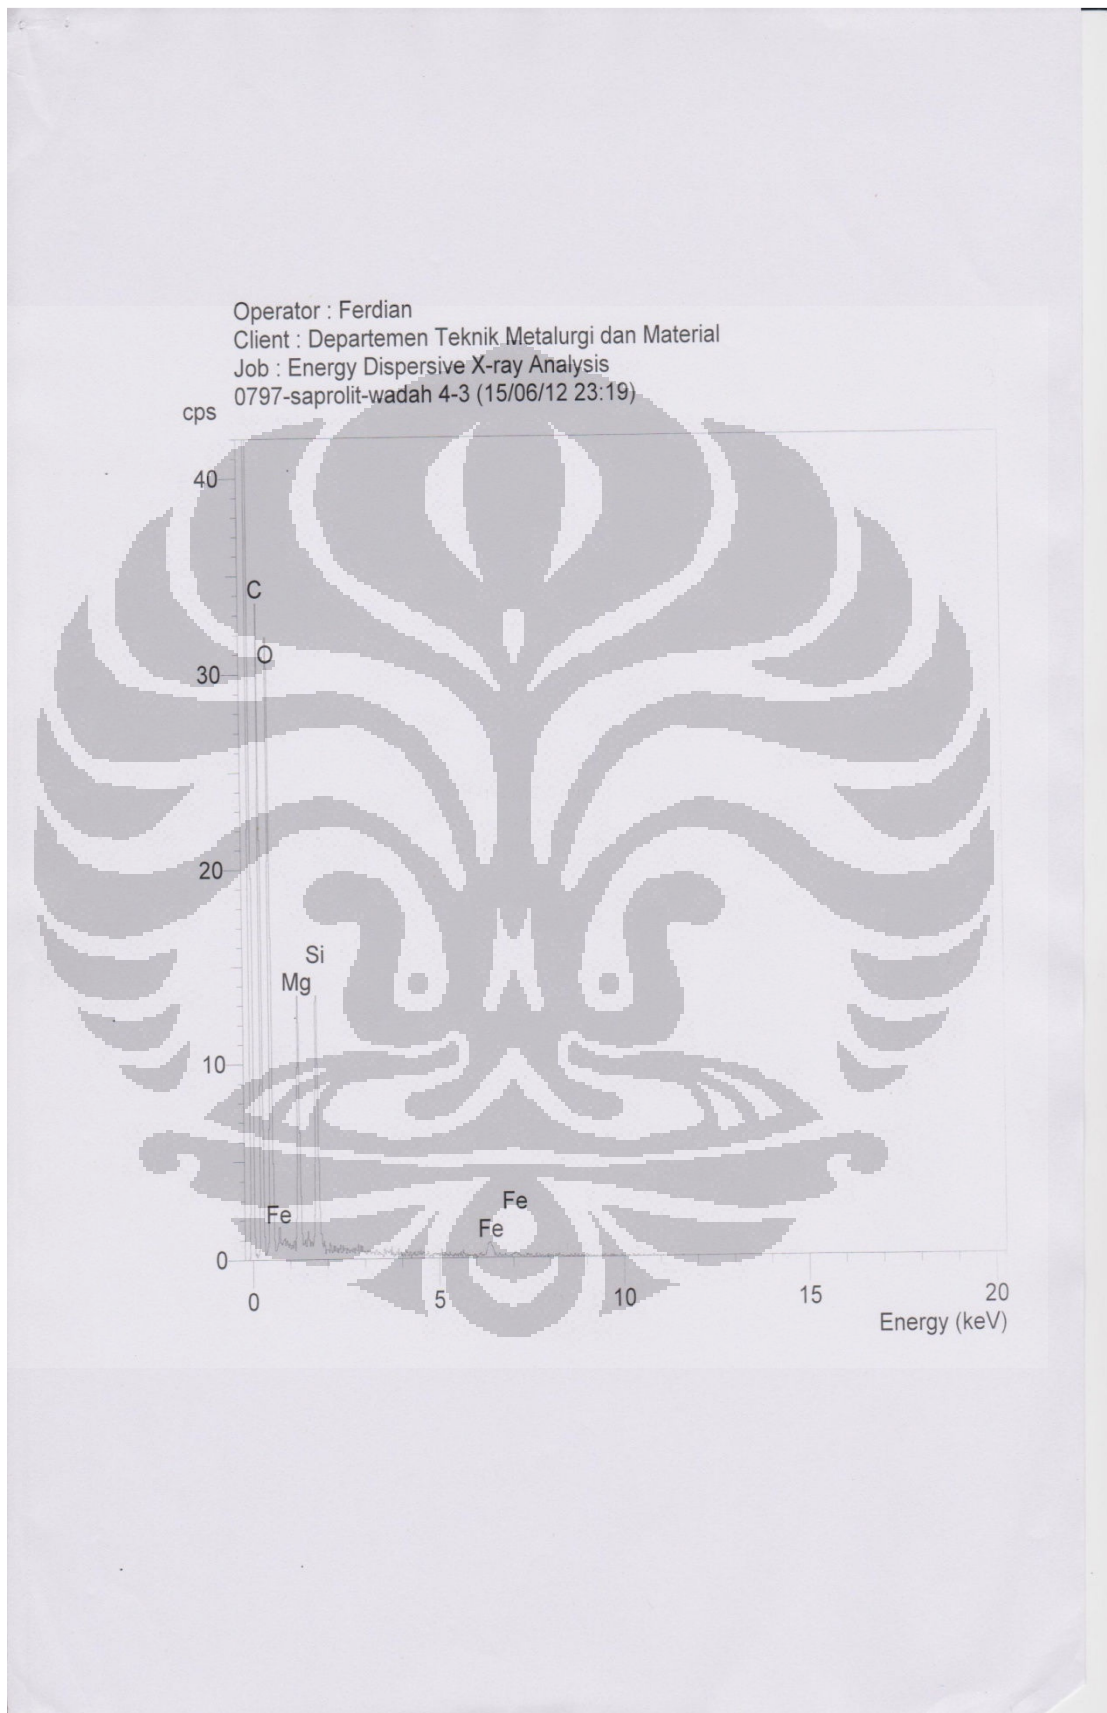 Operator : Ferdian
Client : Departemen Teknik Metalurgi dan Material
Job : Energy Dispersive X-ray Analysis
0797-saprolit-wadah 4-3 (15/06/12 23:19)
cps
40
C
O
30
20
Si
Mg
10
Fe
Fe
Fe
0
0 5 10 15 20
Energy (keV)